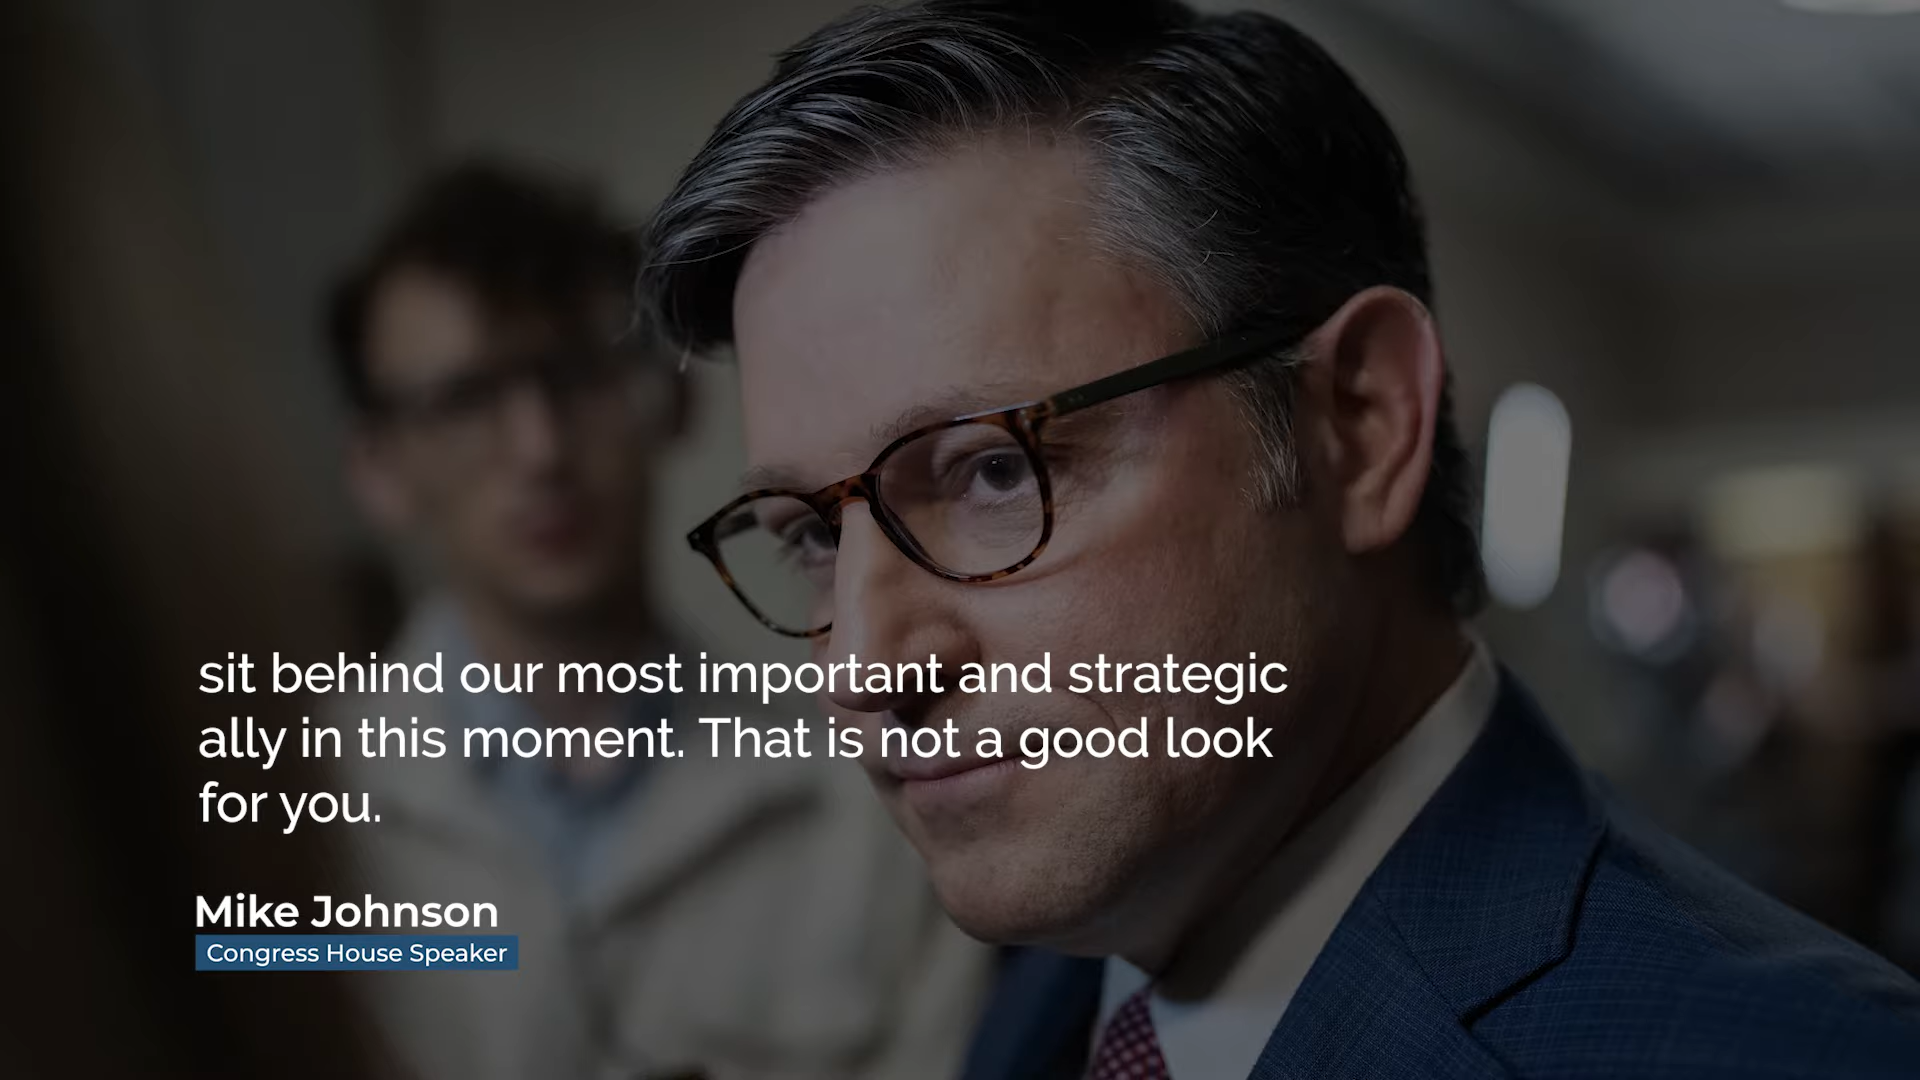 sit behind our most important and strategic
ally in this moment. That is not a good look
for you.
Mike Johnson
Congress House Speaker